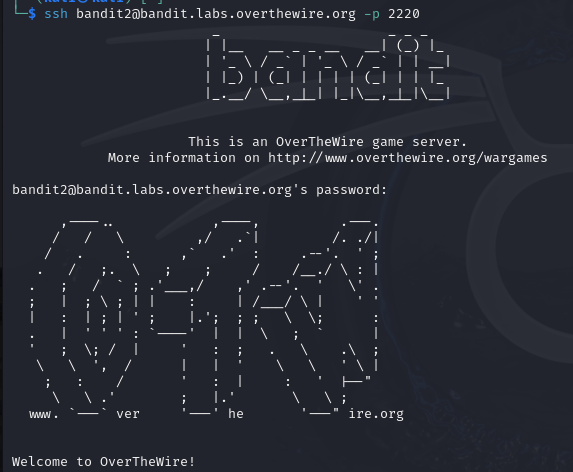 ssh bandit2@bandit.labs.overthewire.org -p 2220
bandit
This is an OverTheWire game server.
More information on http://www.overthewire.org/wargames
bandit2@bandit.labs.overthewire.org's password:
www. ver he ire.org
Welcome to OverTheWire!